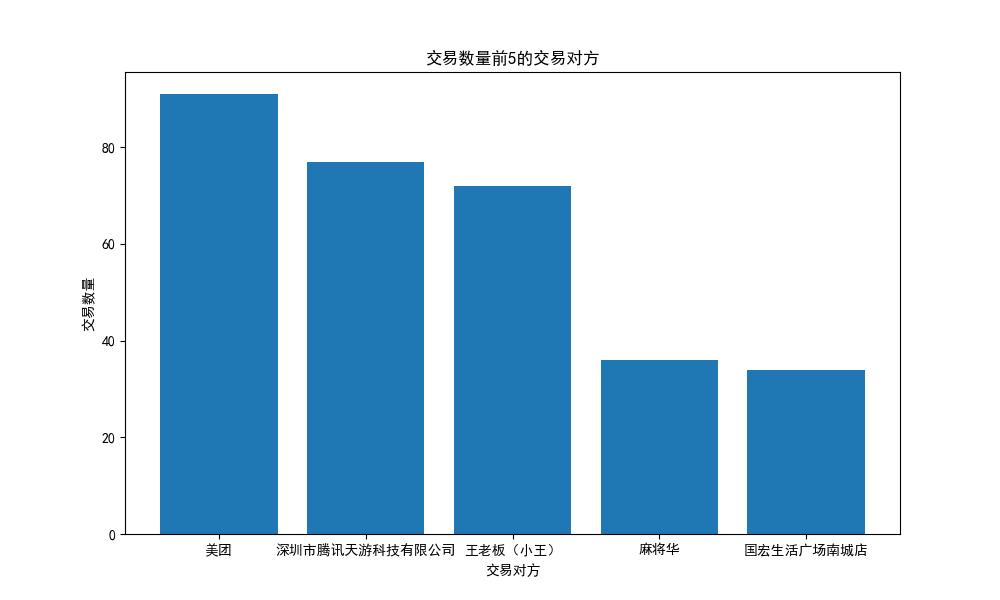 交易数量前5的交易对方
80
60
40
20
0
交易数量
美团
深圳市腾讯天游科技有限公司
王老板（小王）
麻将华
国宏生活广场南城店
交易对方